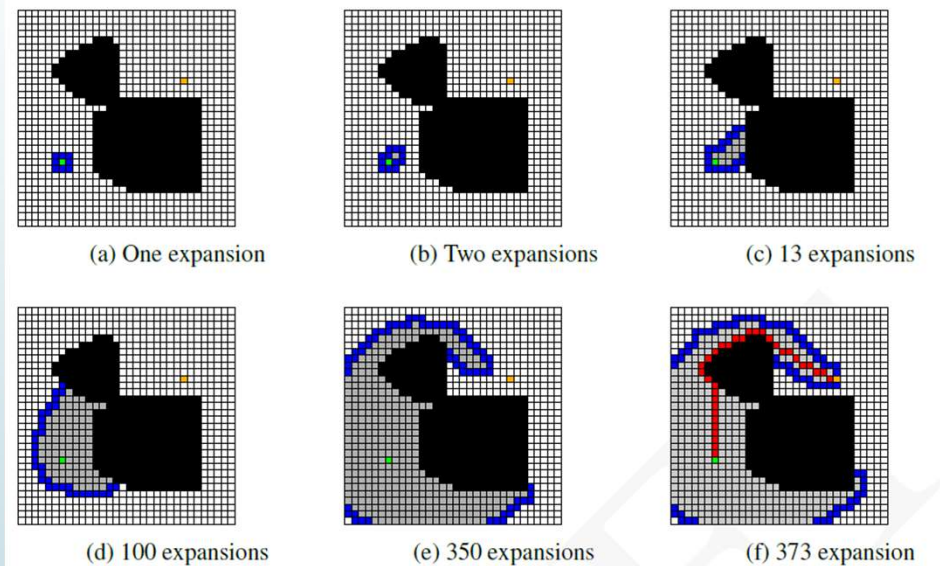 (a) One expansion
(b) Two expansions
(c) 13 expansions
(d) 100 expansions
(e) 350 expansions
(f) 373 expansion